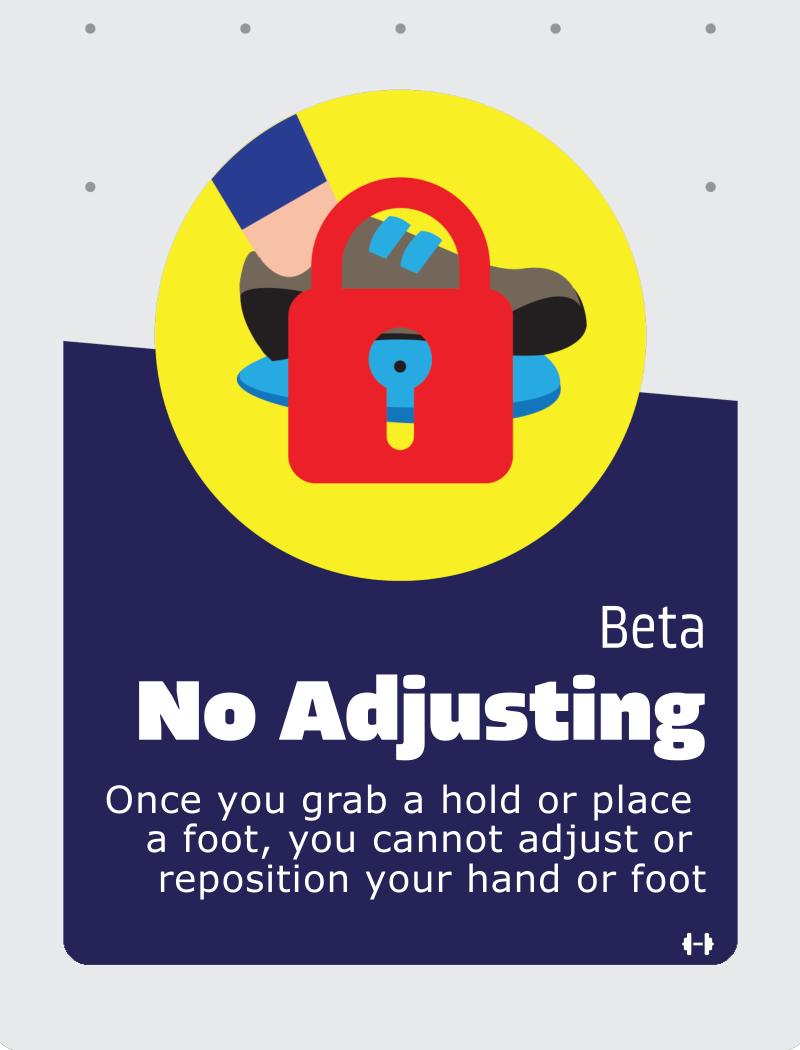 Beta
No Adjusting
Once you grab a hold or place
a foot, you cannot adjust or
reposition your hand or foot